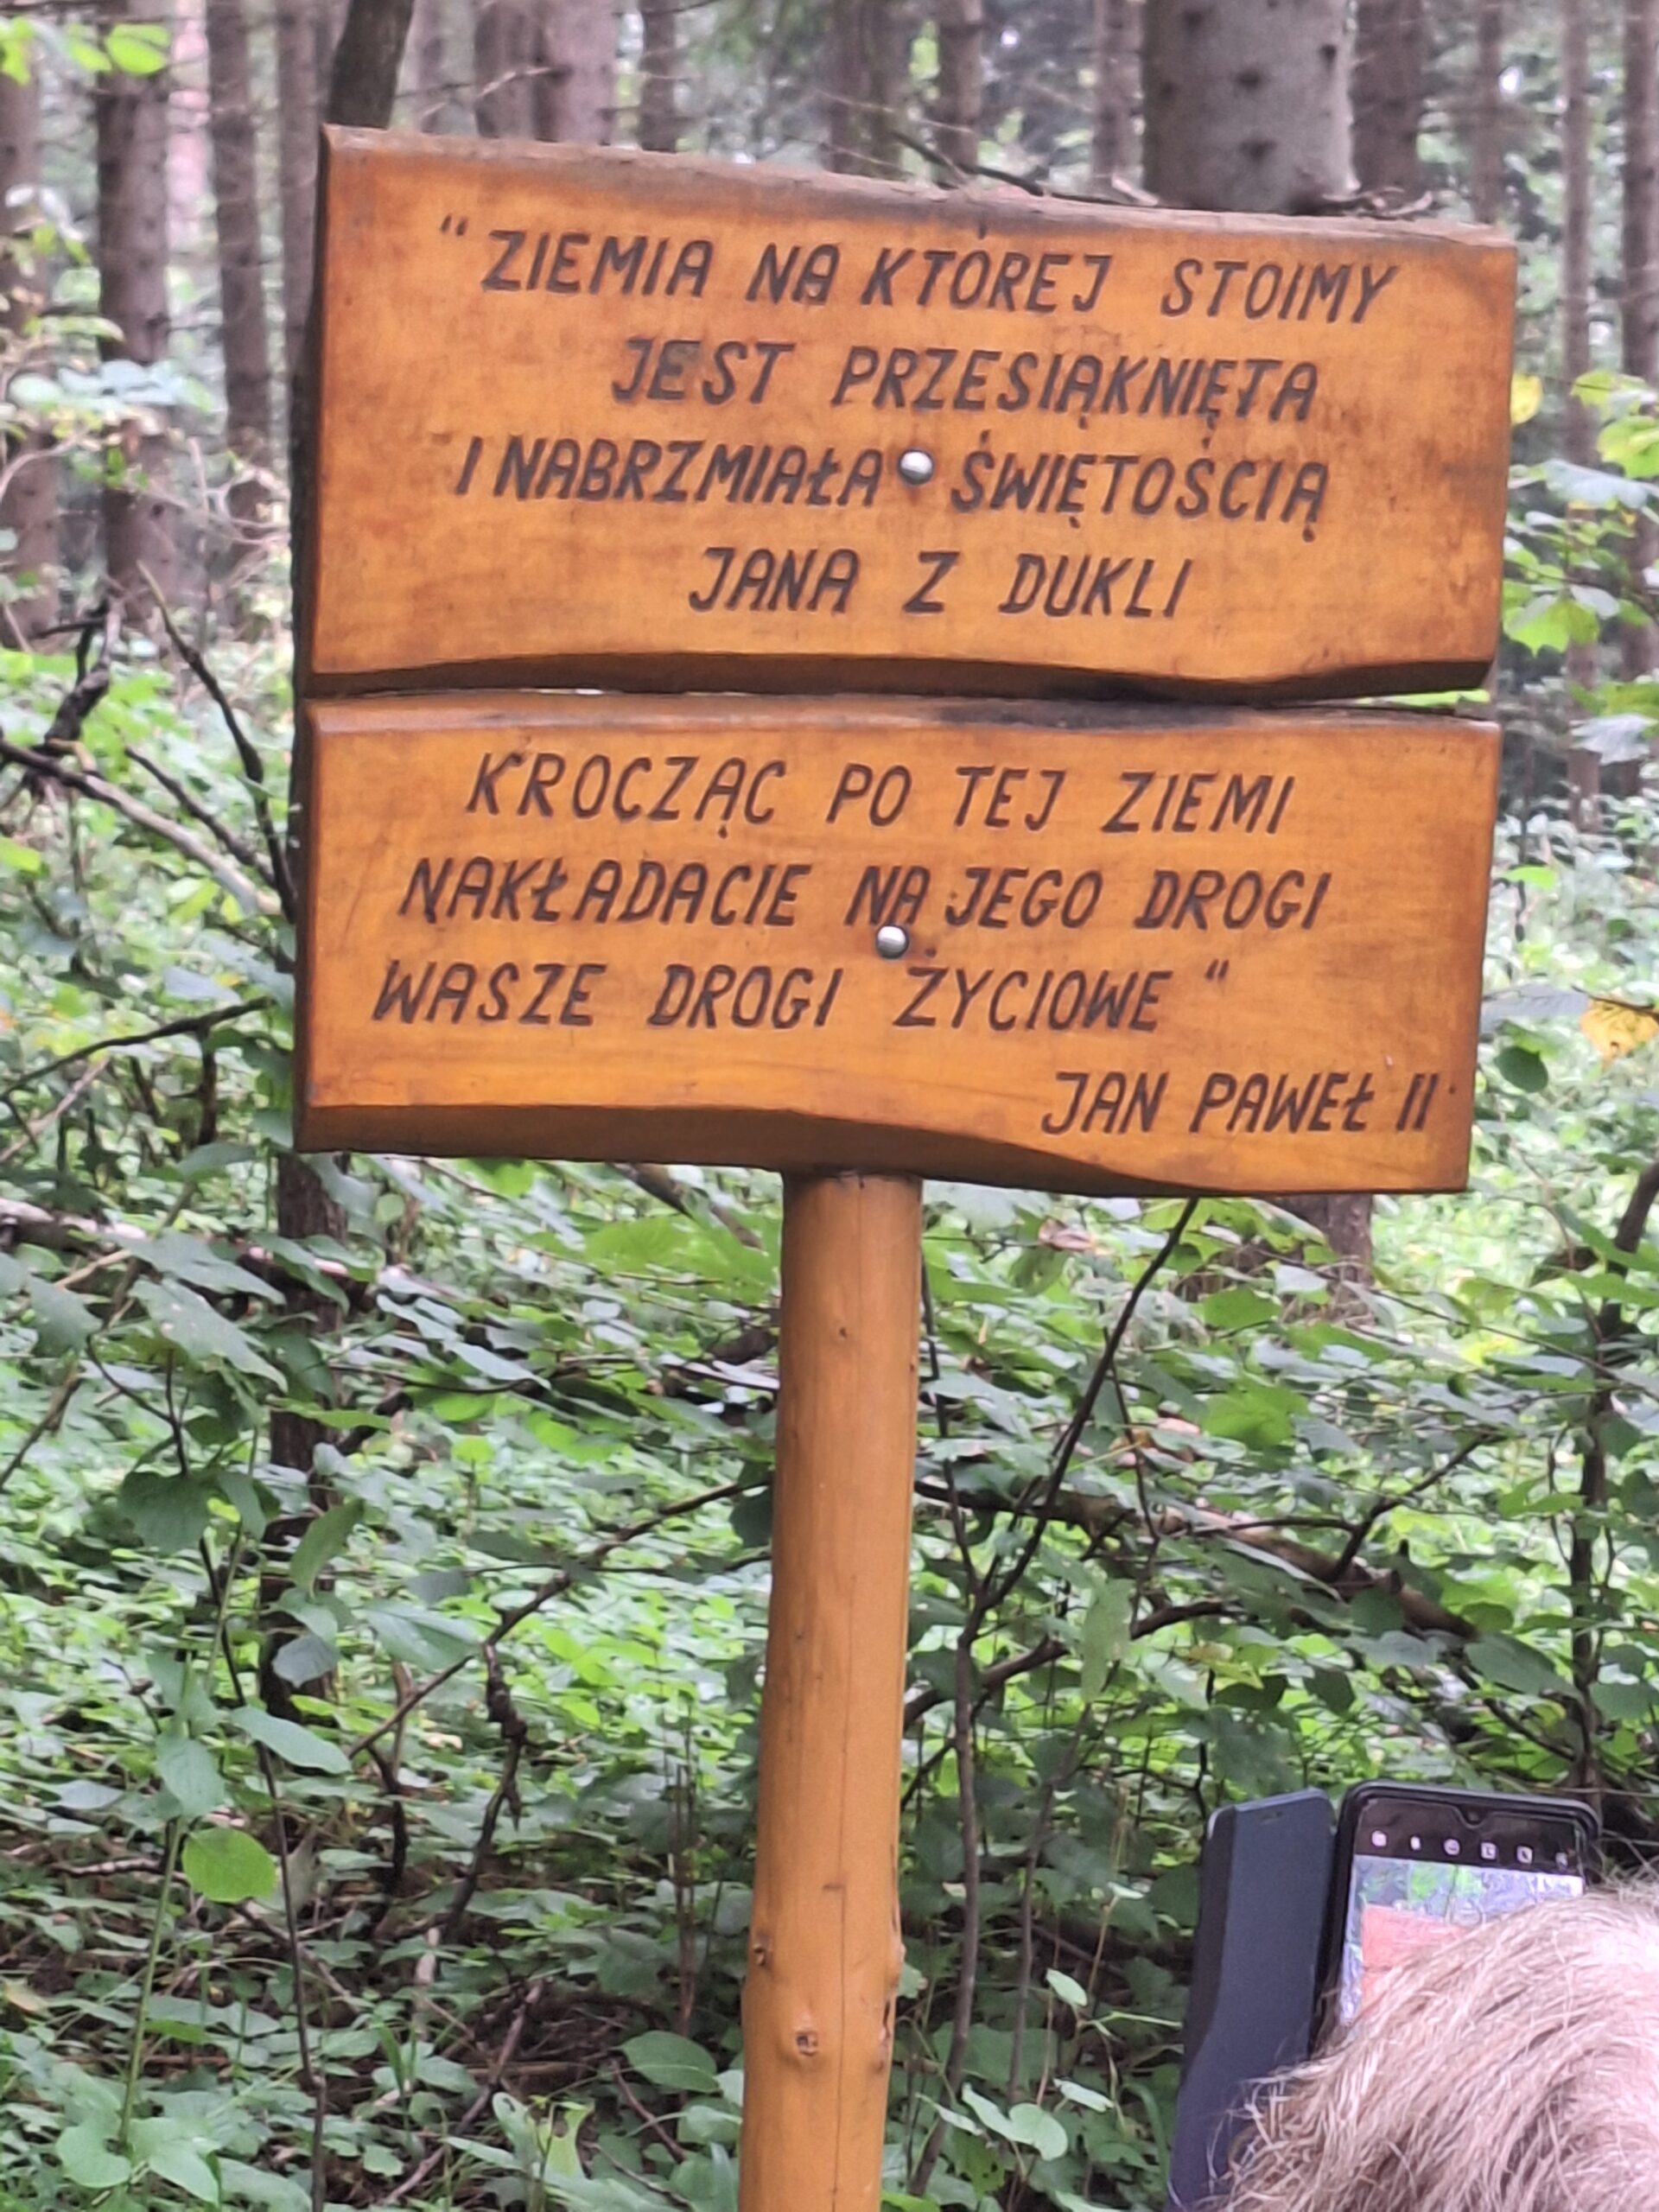 "ZIEMIA NA KTÓREJ STOIMY
JEST PRZESIĄKNIĘTA
I NABRZMIAŁA ŚWIĘTOŚCIĄ
JANA Z DUKLI
KROCZĄC PO TEJ ZIEMI
NAKŁADACIE NA JEGO DROGI
WASZE DROGI ŻYCIOWE"
JAN PAWEŁ II